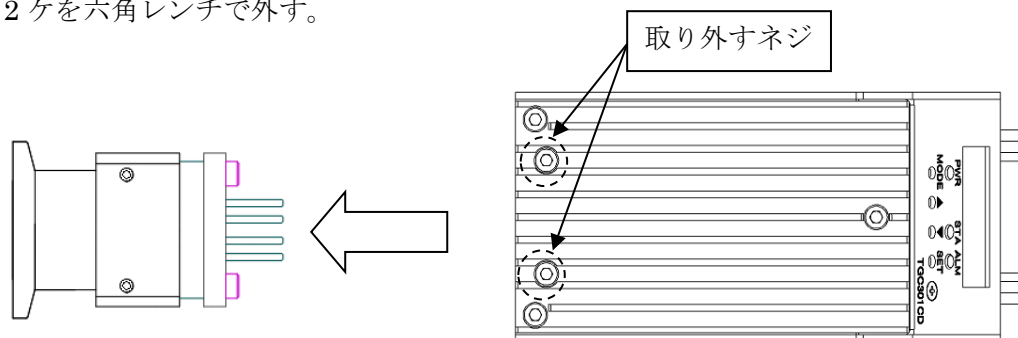 2 ケを六角レンチで外す。
取り外すネジ
PWR
MODE
STA
ALM
SET
TGC301CD